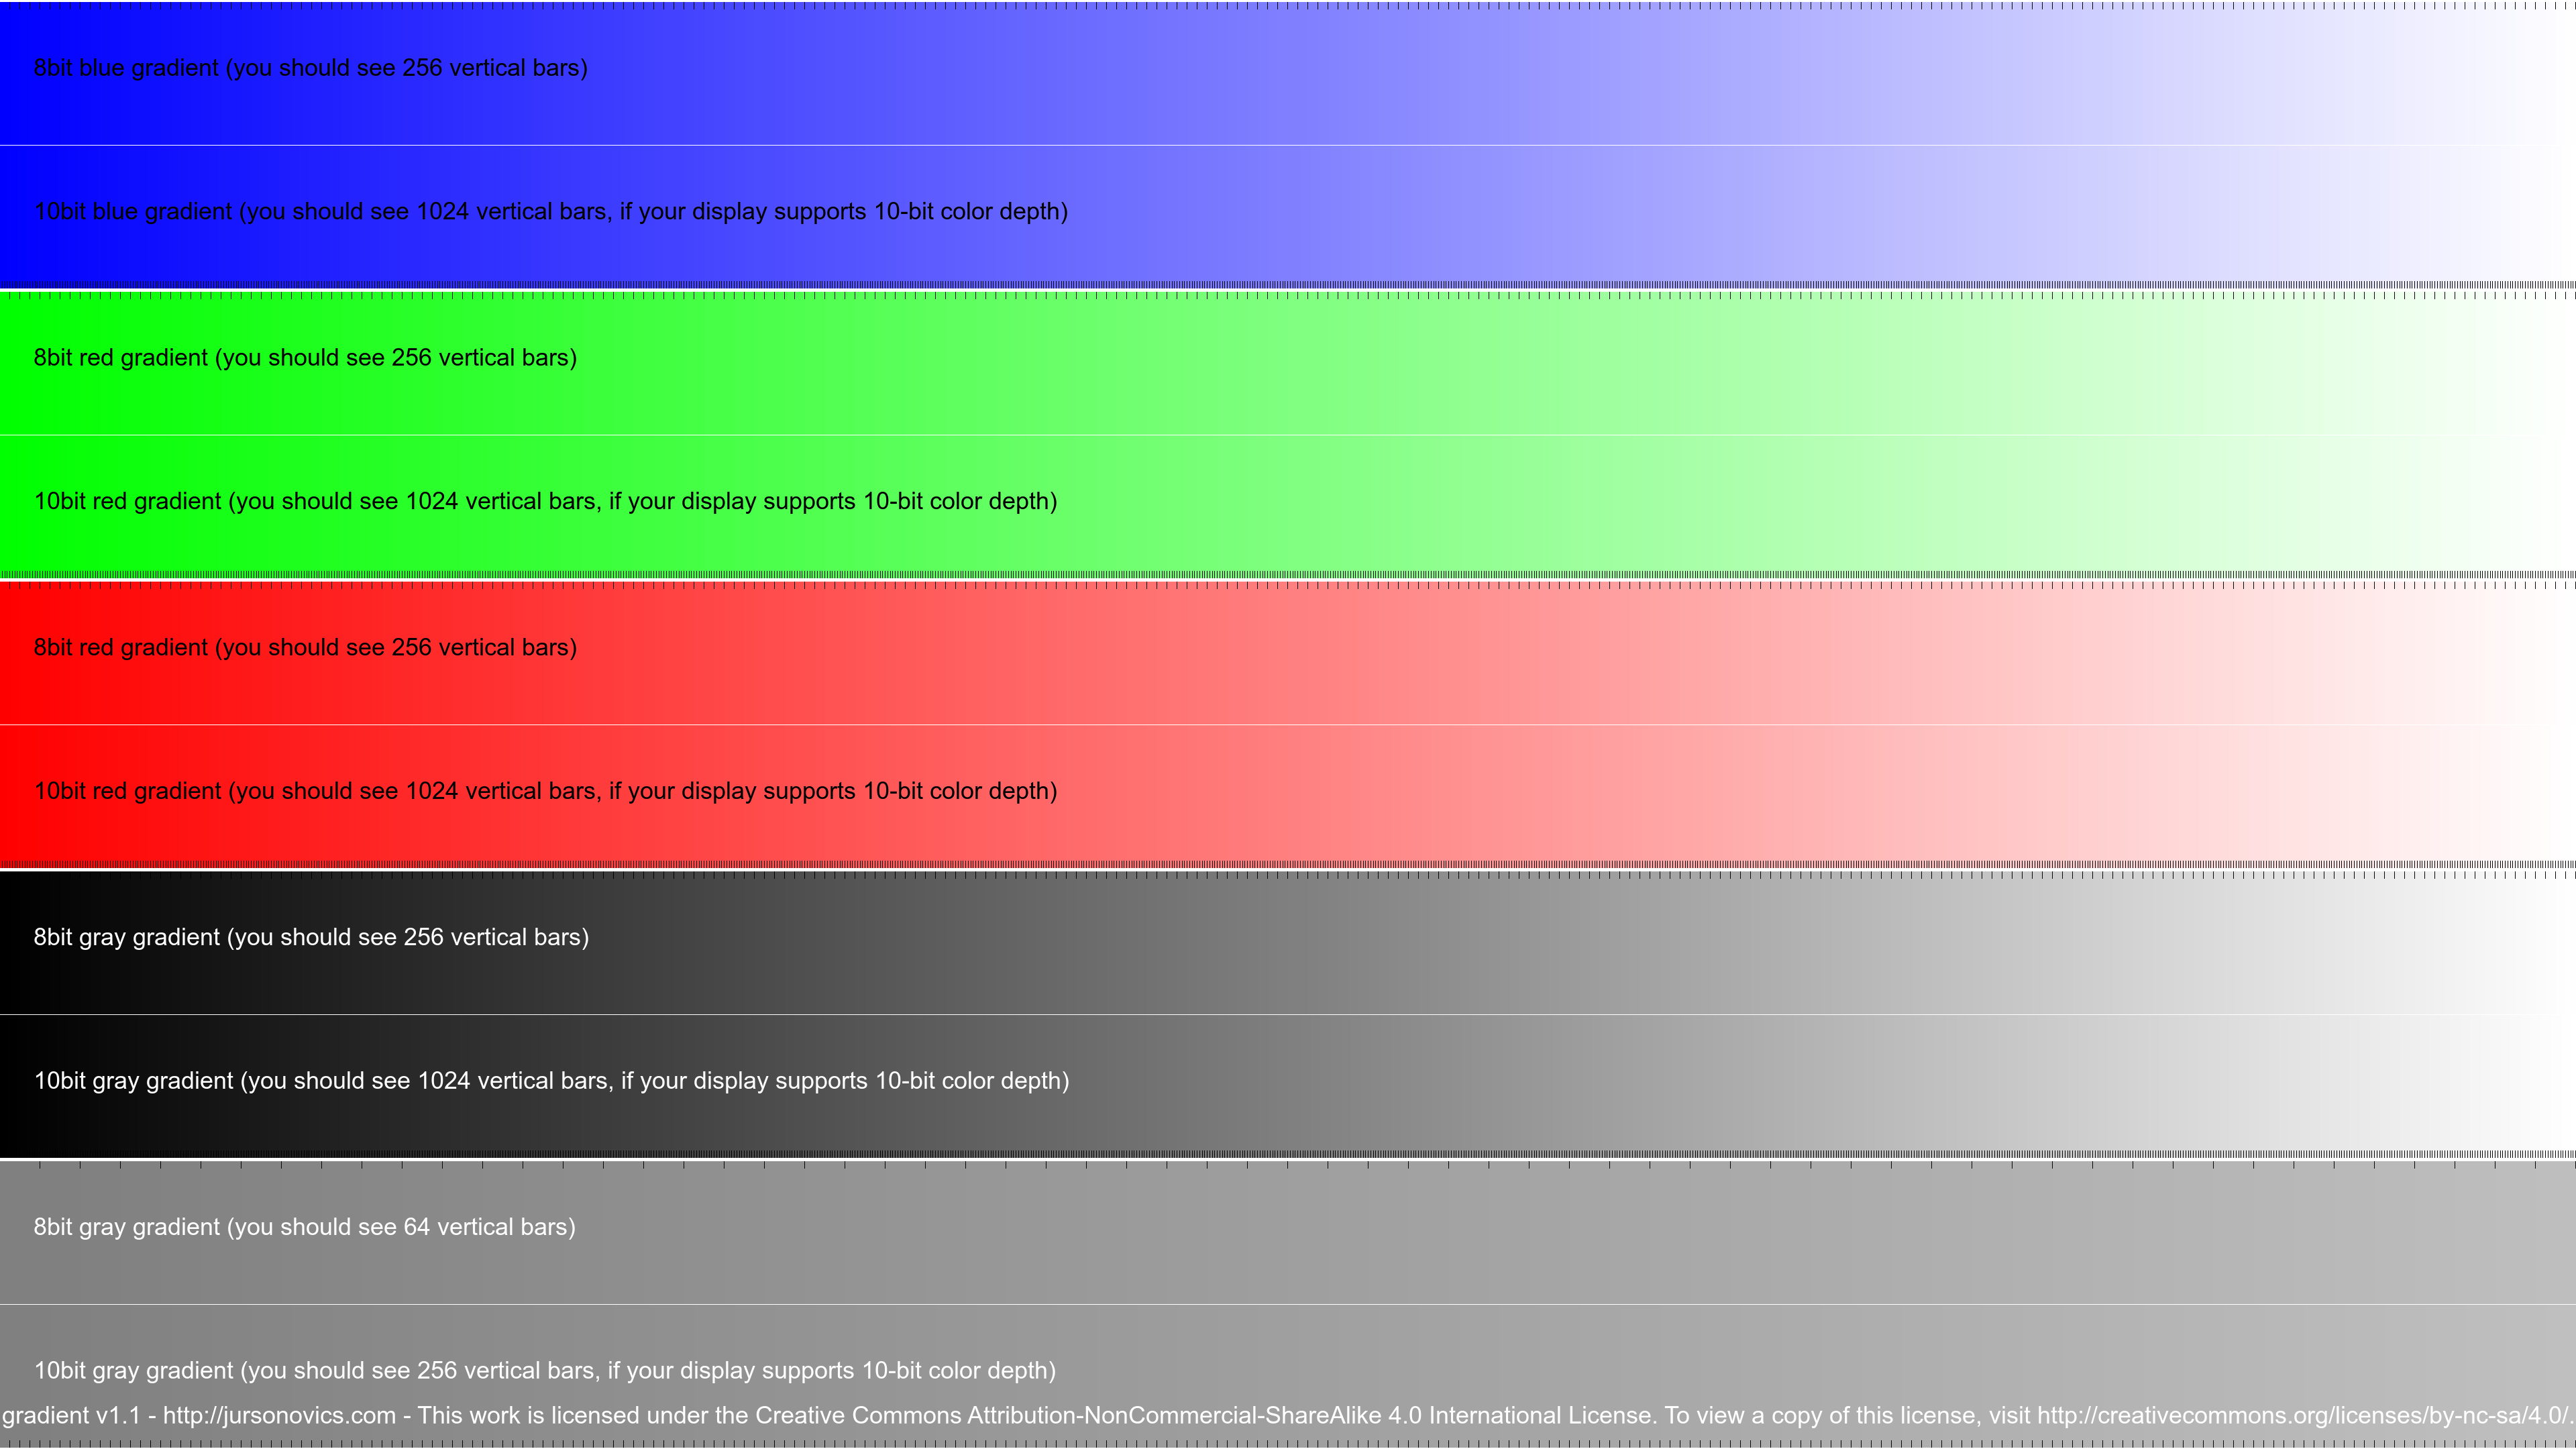 8bit blue gradient (you should see 256 vertical bars)
10bit blue gradient (you should see 1024 vertical bars, if your display supports 10-bit color depth)
8bit red gradient (you should see 256 vertical bars)
10bit red gradient (you should see 1024 vertical bars, if your display supports 10-bit color depth)
8bit red gradient (you should see 256 vertical bars)
10bit red gradient (you should see 1024 vertical bars, if your display supports 10-bit color depth)
8bit gray gradient (you should see 256 vertical bars)
10bit gray gradient (you should see 1024 vertical bars, if your display supports 10-bit color depth)
8bit gray gradient (you should see 64 vertical bars)
10bit gray gradient (you should see 256 vertical bars, if your display supports 10-bit color depth)
gradient v1.1 - http://jursonovics.com - This work is licensed under the Creative Commons Attribution-NonCommercial-ShareAlike 4.0 International License. To view a copy of this license, visit http://creativecommons.org/licenses/by-nc-sa/4.0/.